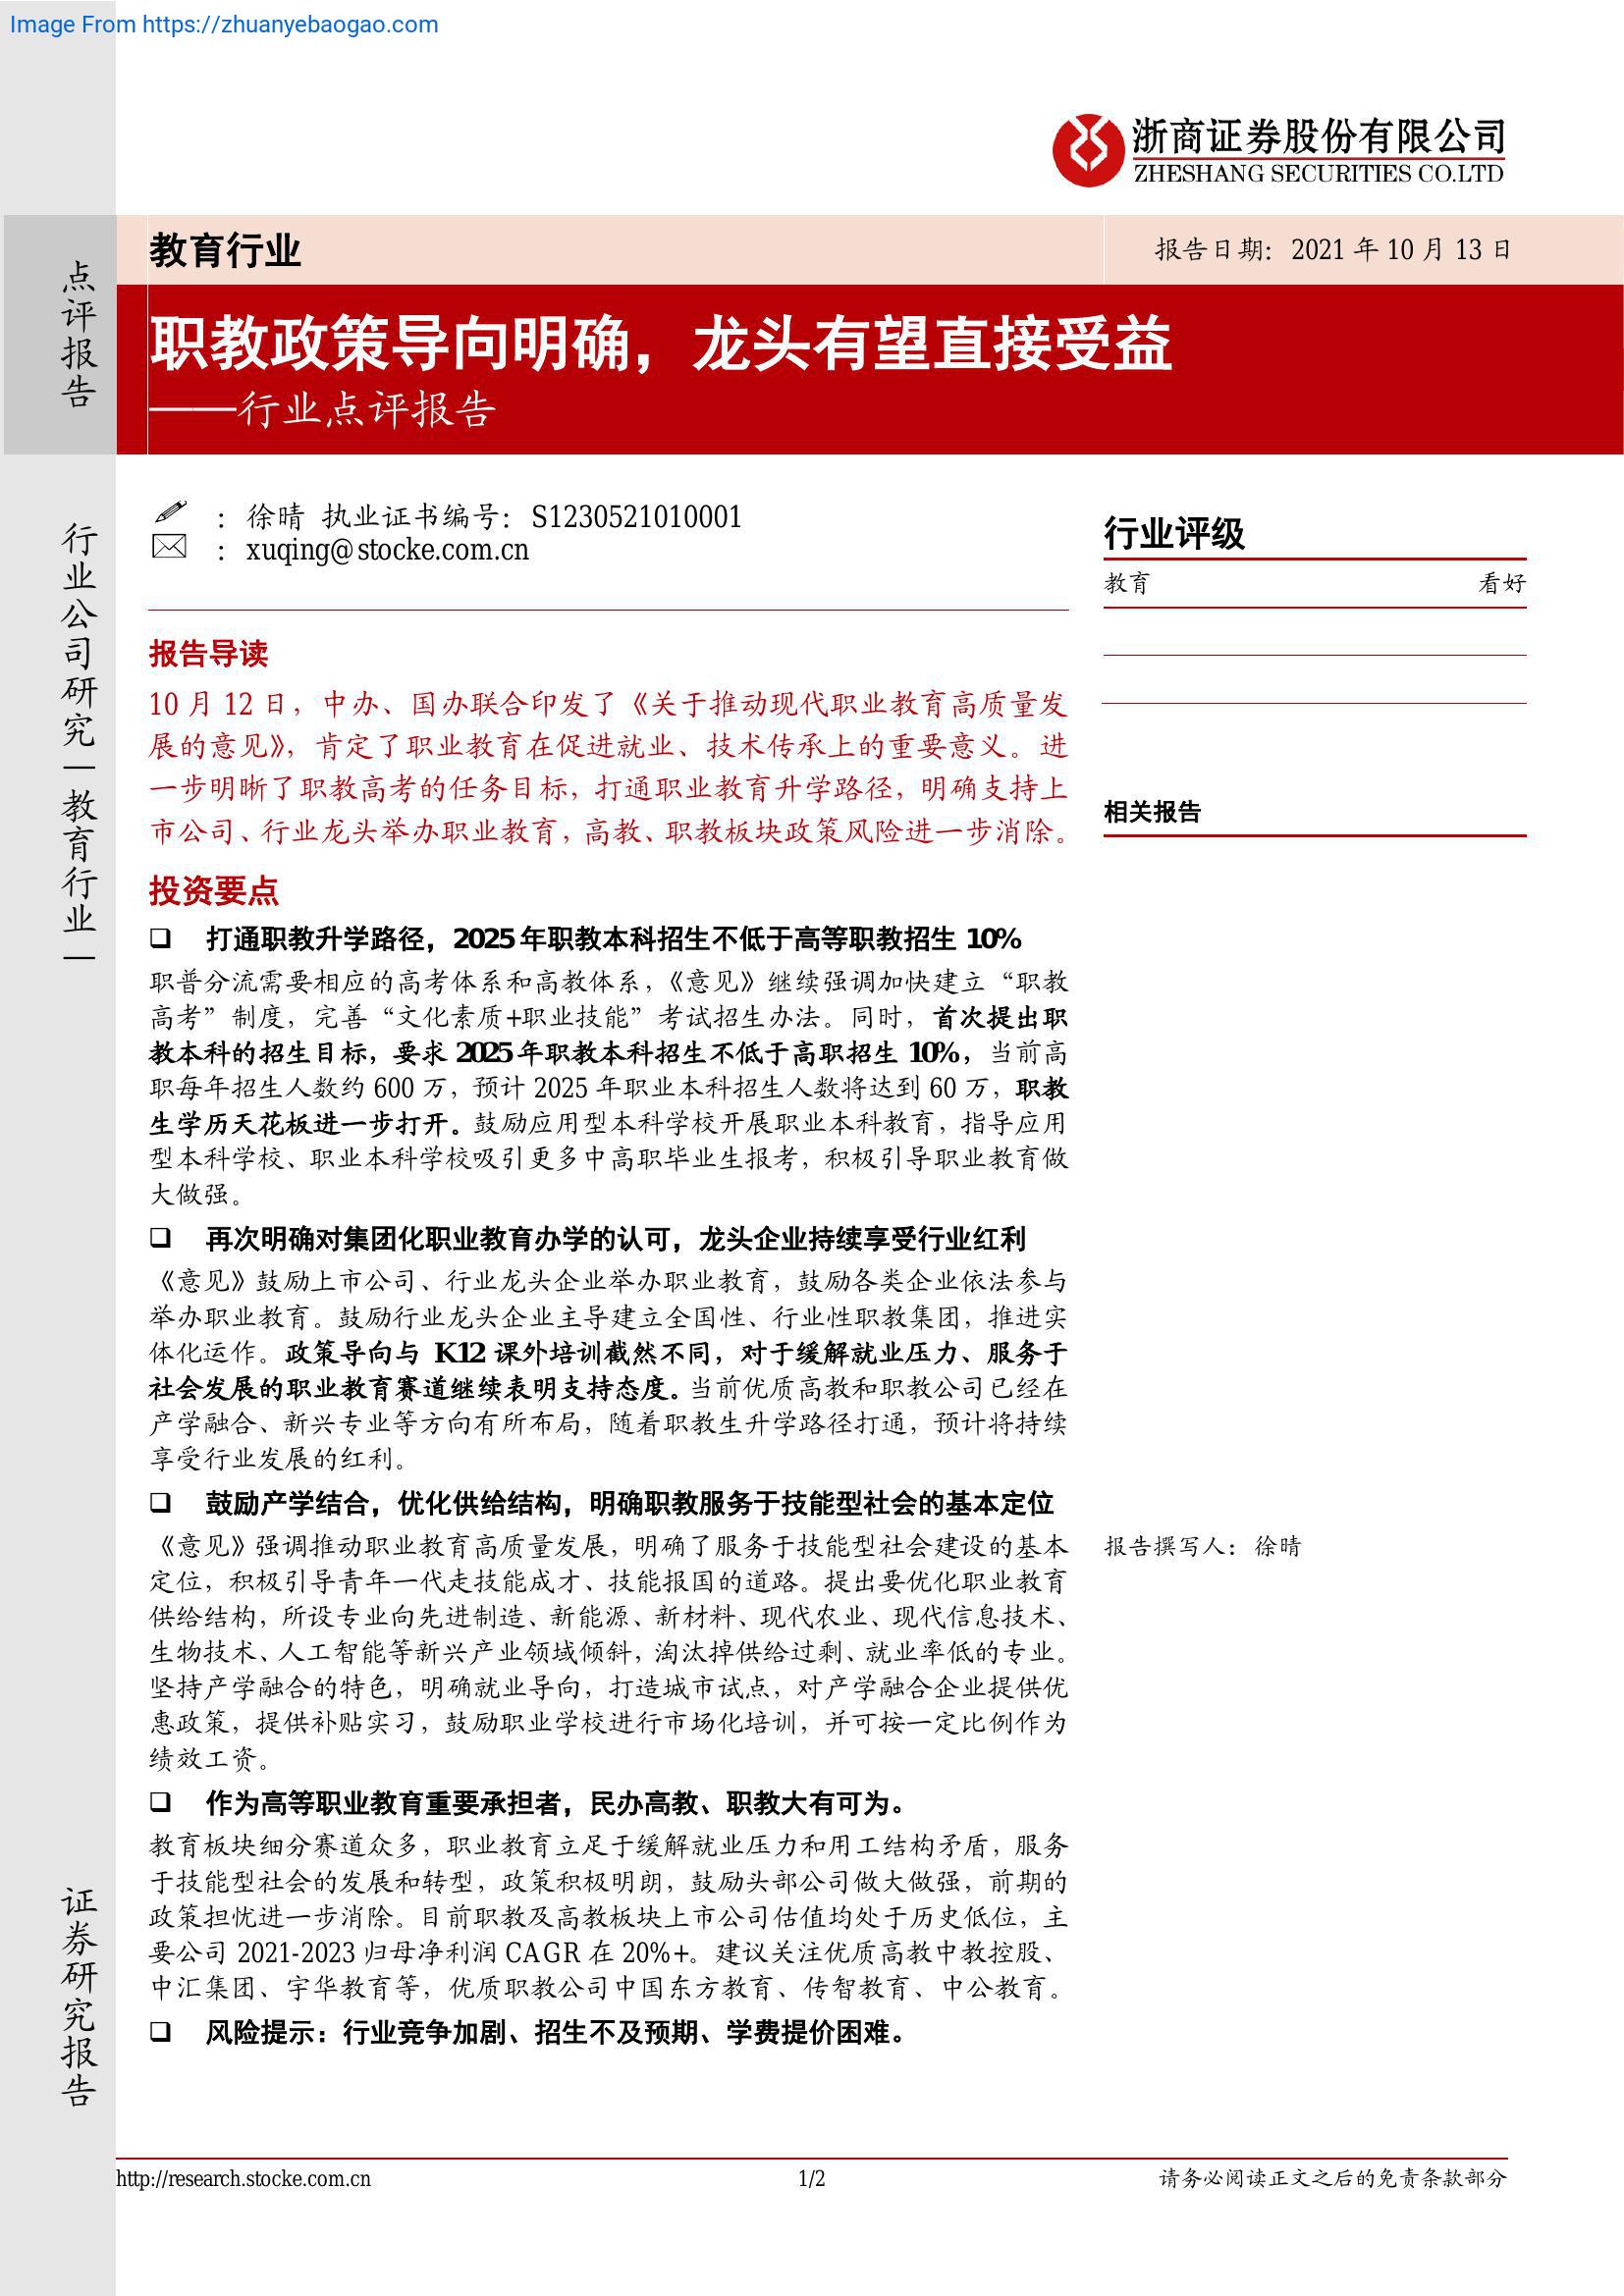 Image From https://zhuanyebaogao.com
浙商证券股份有限公司
ZHESHANG SECURITIES CO.LTD
点评报告
教育行业
报告日期：2021 年 10 月 13 日
职教政策导向明确，龙头有望直接受益
——行业点评报告
行业公司研究｜教育行业｜
：徐晴 执业证书编号：S1230521010001
：xuqing@stocke.com.cn
行业评级
教育 看好
报告导读
10 月 12 日，中办、国办联合印发了《关于推动现代职业教育高质量发
展的意见》，肯定了职业教育在促进就业、技术传承上的重要意义。进
一步明晰了职教高考的任务目标，打通职业教育升学路径，明确支持上
市公司、行业龙头举办职业教育，高教、职教板块政策风险进一步消除。
相关报告
投资要点
❑ 打通职教升学路径，2025 年职教本科招生不低于高等职教招生 10%
职普分流需要相应的高考体系和高教体系，《意见》继续强调加快建立“职教
高考”制度，完善“文化素质+职业技能”考试招生办法。同时，首次提出职
教本科的招生目标，要求 2025 年职教本科招生不低于高职招生 10%，当前高
职每年招生人数约 600 万，预计 2025 年职业本科招生人数将达到 60 万，职教
生学历天花板进一步打开。鼓励应用型本科学校开展职业本科教育，指导应用
型本科学校、职业本科学校吸引更多中高职毕业生报考，积极引导职业教育做
大做强。
❑ 再次明确对集团化职业教育办学的认可，龙头企业持续享受行业红利
《意见》鼓励上市公司、行业龙头企业举办职业教育，鼓励各类企业依法参与
举办职业教育。鼓励行业龙头企业主导建立全国性、行业性职教集团，推进实
体化运作。政策导向与 K12 课外培训截然不同，对于缓解就业压力、服务于
社会发展的职业教育赛道继续表明支持态度。当前优质高教和职教公司已经在
产学融合、新兴专业等方向有所布局，随着职教生升学路径打通，预计将持续
享受行业发展的红利。
❑ 鼓励产学结合，优化供给结构，明确职教服务于技能型社会的基本定位
《意见》强调推动职业教育高质量发展，明确了服务于技能型社会建设的基本
定位，积极引导青年一代走技能成才、技能报国的道路。提出要优化职业教育
供给结构，所设专业向先进制造、新能源、新材料、现代农业、现代信息技术、
生物技术、人工智能等新兴产业领域倾斜，淘汰掉供给过剩、就业率低的专业。
坚持产学融合的特色，明确就业导向，打造城市试点，对产学融合企业提供优
惠政策，提供补贴实习，鼓励职业学校进行市场化培训，并可按一定比例作为
绩效工资。
报告撰写人：徐晴
❑ 作为高等职业教育重要承担者，民办高教、职教大有可为。
教育板块细分赛道众多，职业教育立足于缓解就业压力和用工结构矛盾，服务
于技能型社会的发展和转型，政策积极明朗，鼓励头部公司做大做强，前期的
政策担忧进一步消除。目前职教及高教板块上市公司估值均处于历史低位，主
要公司 2021-2023 归母净利润 CAGR 在 20%+。建议关注优质高教中教控股、
中汇集团、宇华教育等，优质职教公司中国东方教育、传智教育、中公教育。
❑ 风险提示：行业竞争加剧、招生不及预期、学费提价困难。
证券研究报告
http://research.stocke.com.cn
1/2
请务必阅读正文之后的免责条款部分